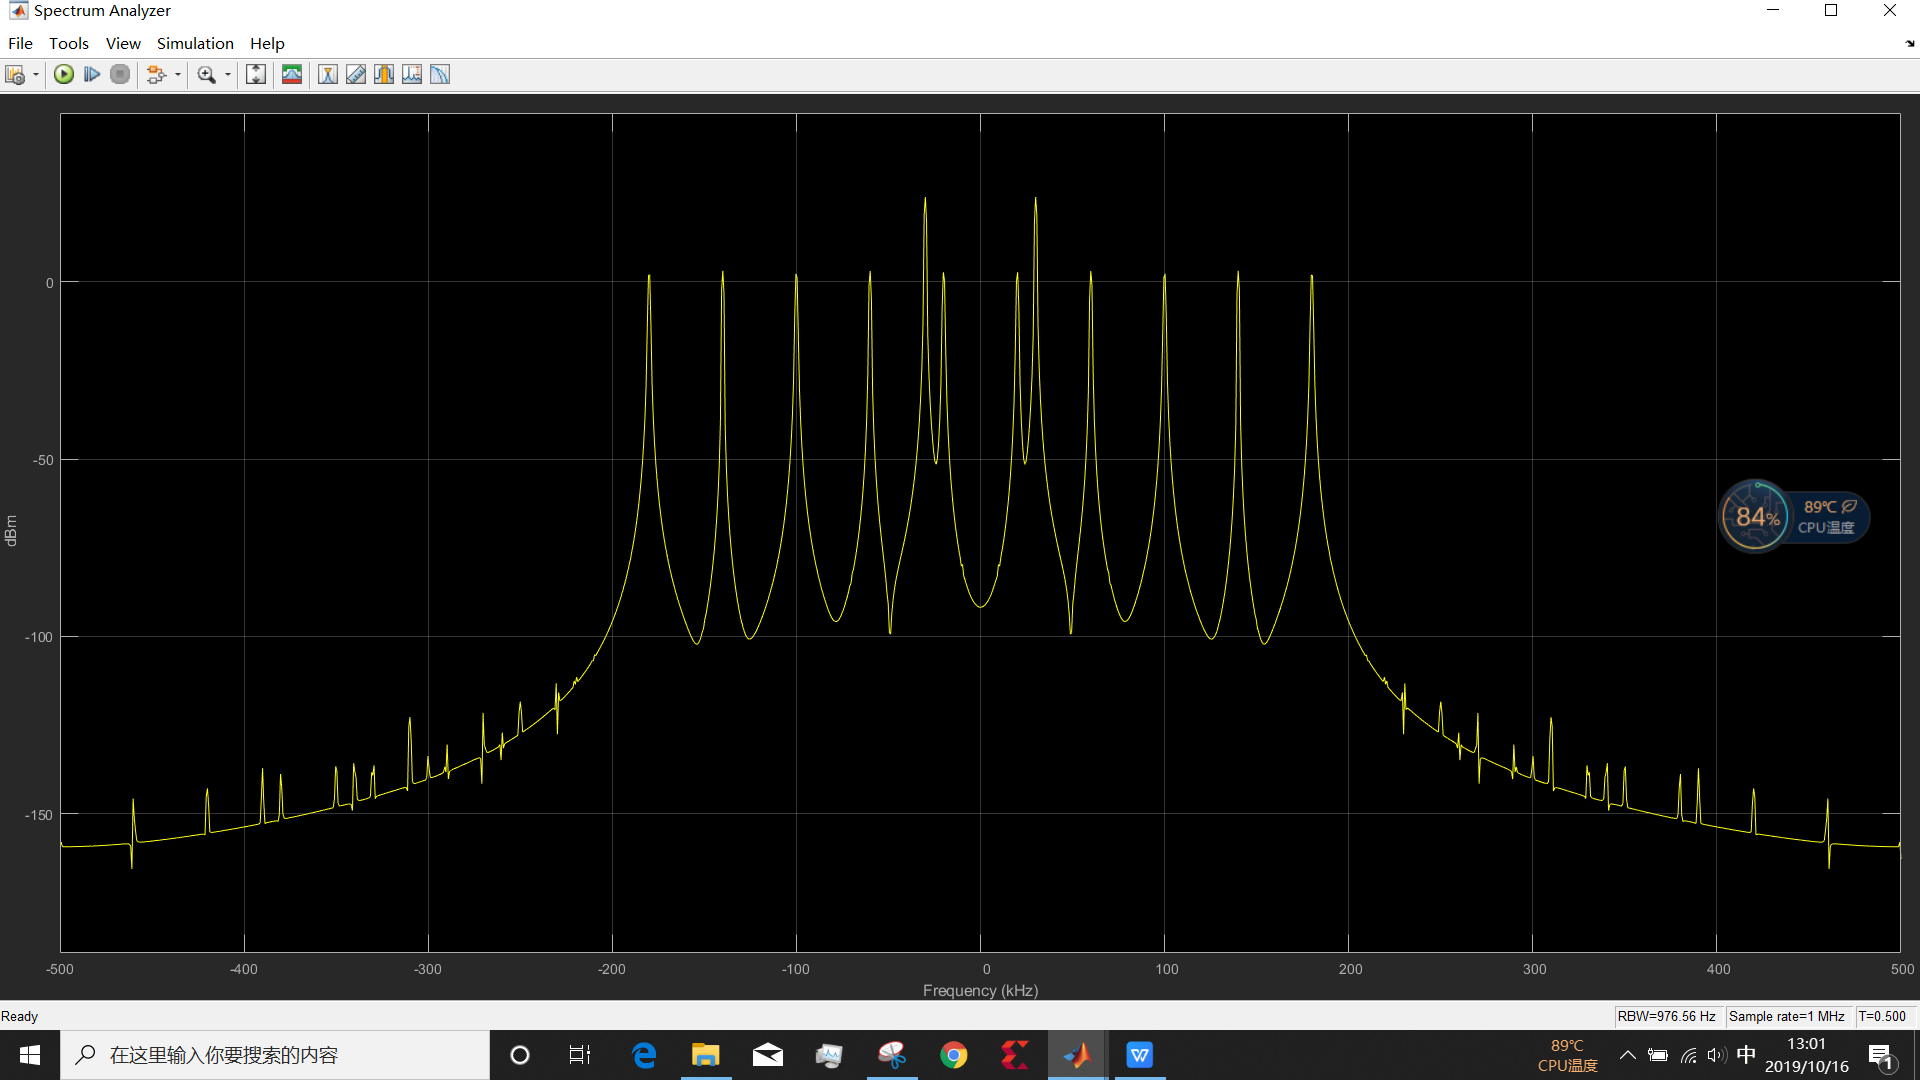 Spectrum Analyzer
File Tools View Simulation Help
0
-50
-100
-150
dBm
-500 -400 -300 -200 -100 0 100 200 300 400 500
Frequency (kHz)
84%
89℃
CPU温度
Ready
RBW=976.56 Hz Sample rate=1 MHz T=0.500
在这里输入你要搜索的内容
89℃
CPU温度
中
13:01
2019/10/16
1